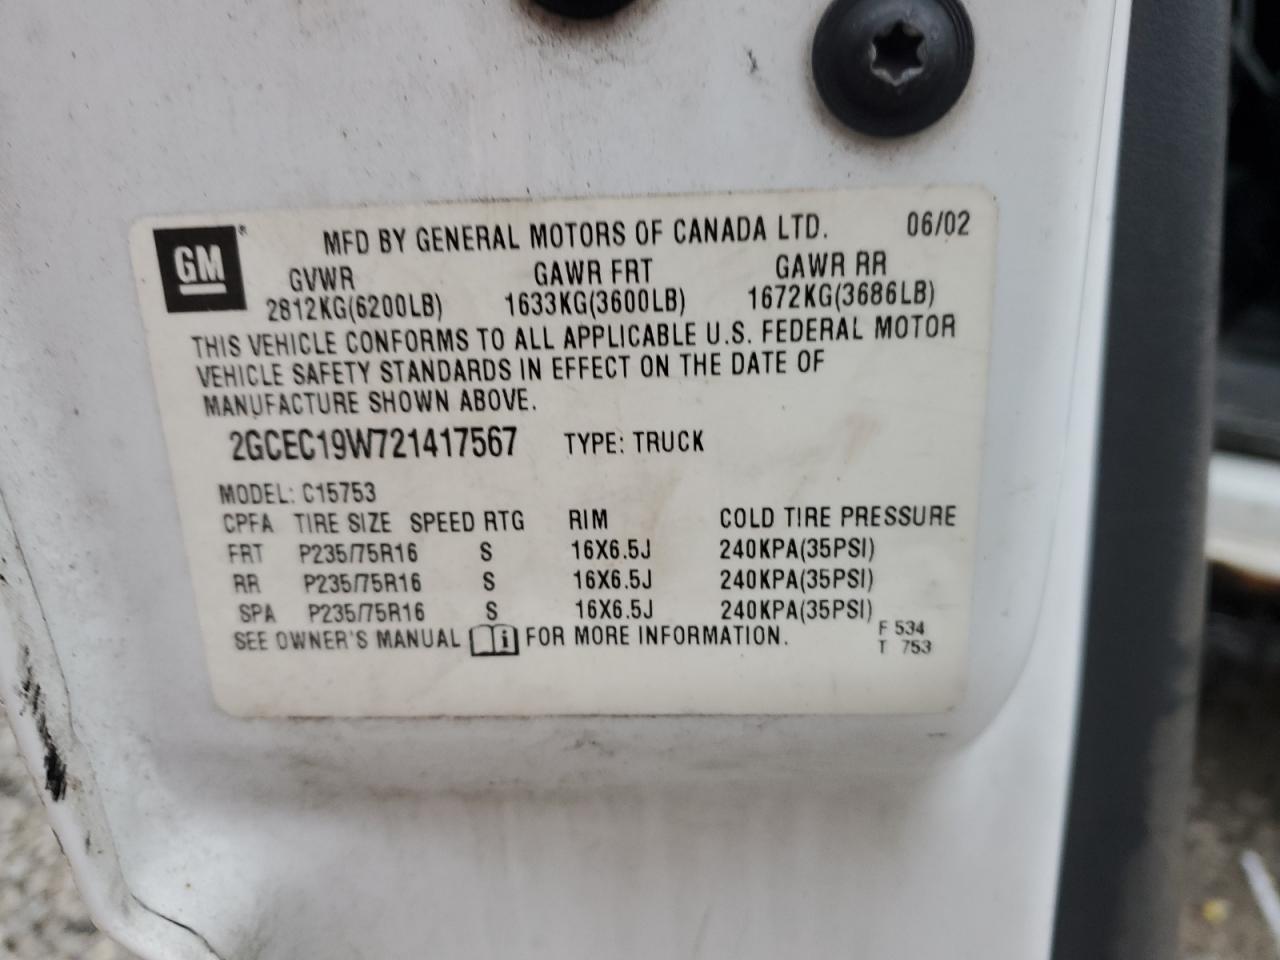 GM® MFD BY GENERAL MOTORS OF CANADA LTD. 06/02
GVWR GAWR FRT GAWR RR
2812KG(6200LB) 1633KG(3600LB) 1672KG(3686LB)
THIS VEHICLE CONFORMS TO ALL APPLICABLE U.S. FEDERAL MOTOR
VEHICLE SAFETY STANDARDS IN EFFECT ON THE DATE OF
MANUFACTURE SHOWN ABOVE.
2GCEC19W721417567 TYPE: TRUCK
MODEL: C15753
CPFA TIRE SIZE SPEED RTG RIM COLD TIRE PRESSURE
FRT P235/75R16 S 16X6.5J 240KPA(35PSI)
RR P235/75R16 S 16X6.5J 240KPA(35PSI)
SPA P235/75R16 S 16X6.5J 240KPA(35PSI)
SEE OWNER'S MANUAL i FOR MORE INFORMATION. F 534
T 753